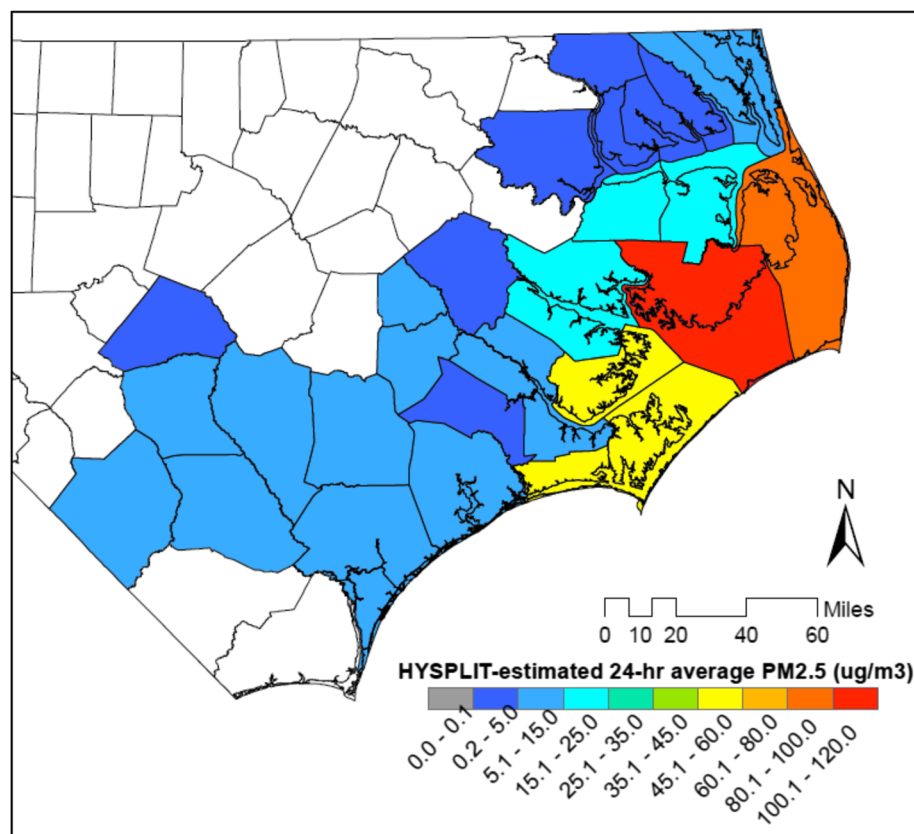 N
Miles
0 10 20 40 60
HYSPLIT-estimated 24-hr average PM2.5 (ug/m3)
0.0 - 0.1
0.2 - 5.0
5.1 - 15.0
15.1 - 25.0
25.1 - 35.0
35.1 - 45.0
45.1 - 60.0
60.1 - 80.0
80.1 - 100.0
100.1 - 120.0